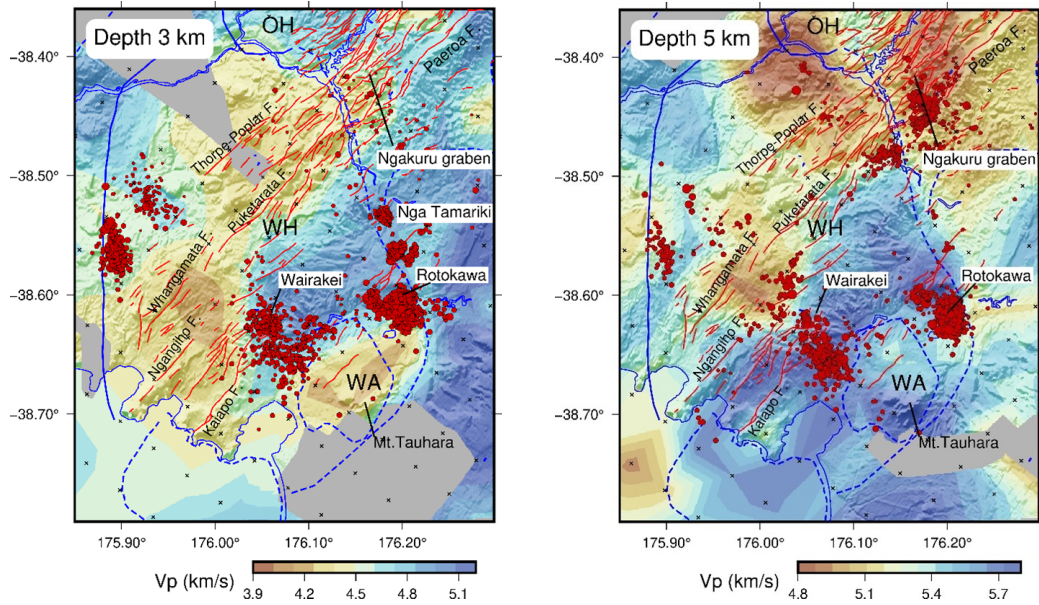 Depth 3 km
OH
Paeroa F.
Thorpe-Poplar F.
Ngakuru graben
Puketarata F.
Nga Tamariki
WH
Whangamata F.
Wairakei
Rotokawa
Ngangiho F.
WA
Kaiapo F.
Mt.Tauhara
-38.40°
-38.50°
-38.60°
-38.70°
175.90° 176.00° 176.10° 176.20°
Vp (km/s)
3.9 4.2 4.5 4.8 5.1
Depth 5 km
OH
Paeroa F.
Thorpe-Poplar F.
Ngakuru graben
Puketarata F.
WH
Whangamata F.
Wairakei
Rotokawa
Ngangiho F.
WA
Kaiapo F.
Mt.Tauhara
-38.40°
-38.50°
-38.60°
-38.70°
175.90° 176.00° 176.10° 176.20°
Vp (km/s)
4.8 5.1 5.4 5.7